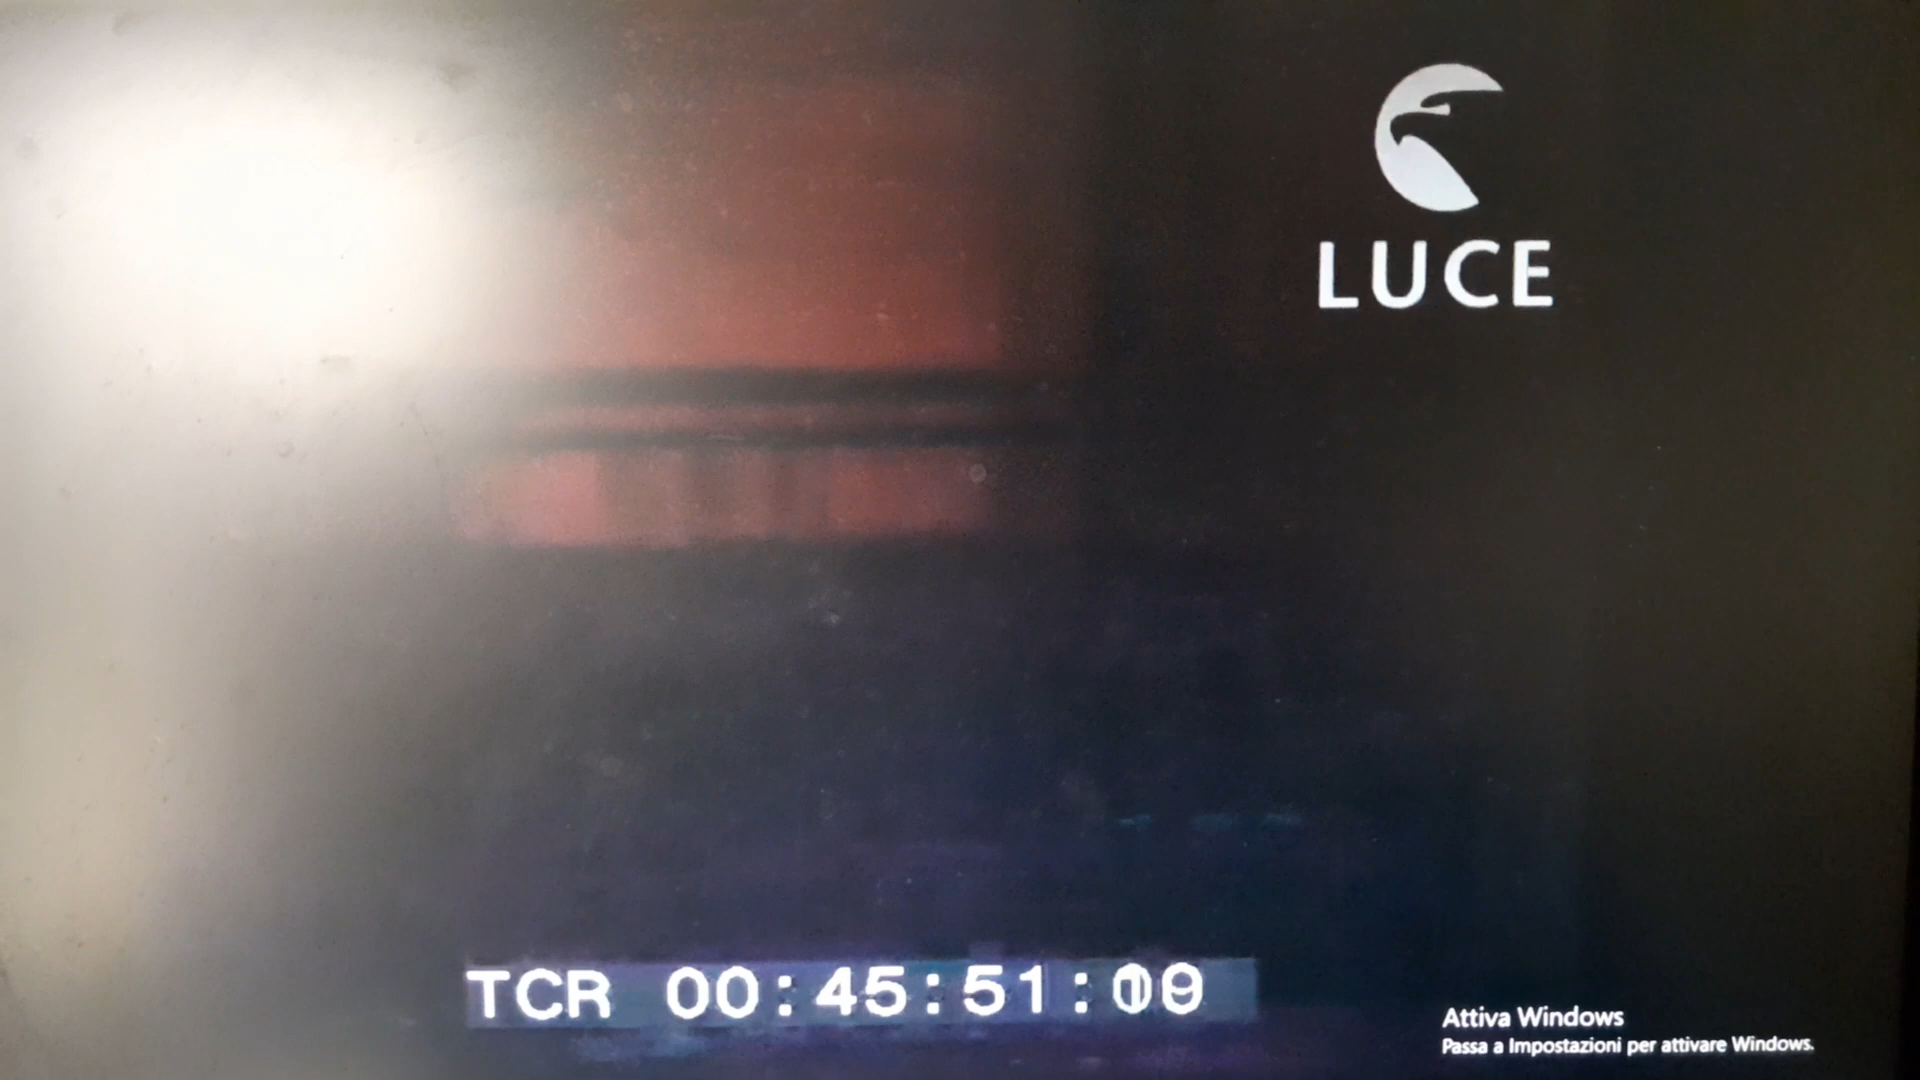 LUCE
TCR 00:45:51:09
Attiva Windows
Passa a Impostazioni per attivare Windows.